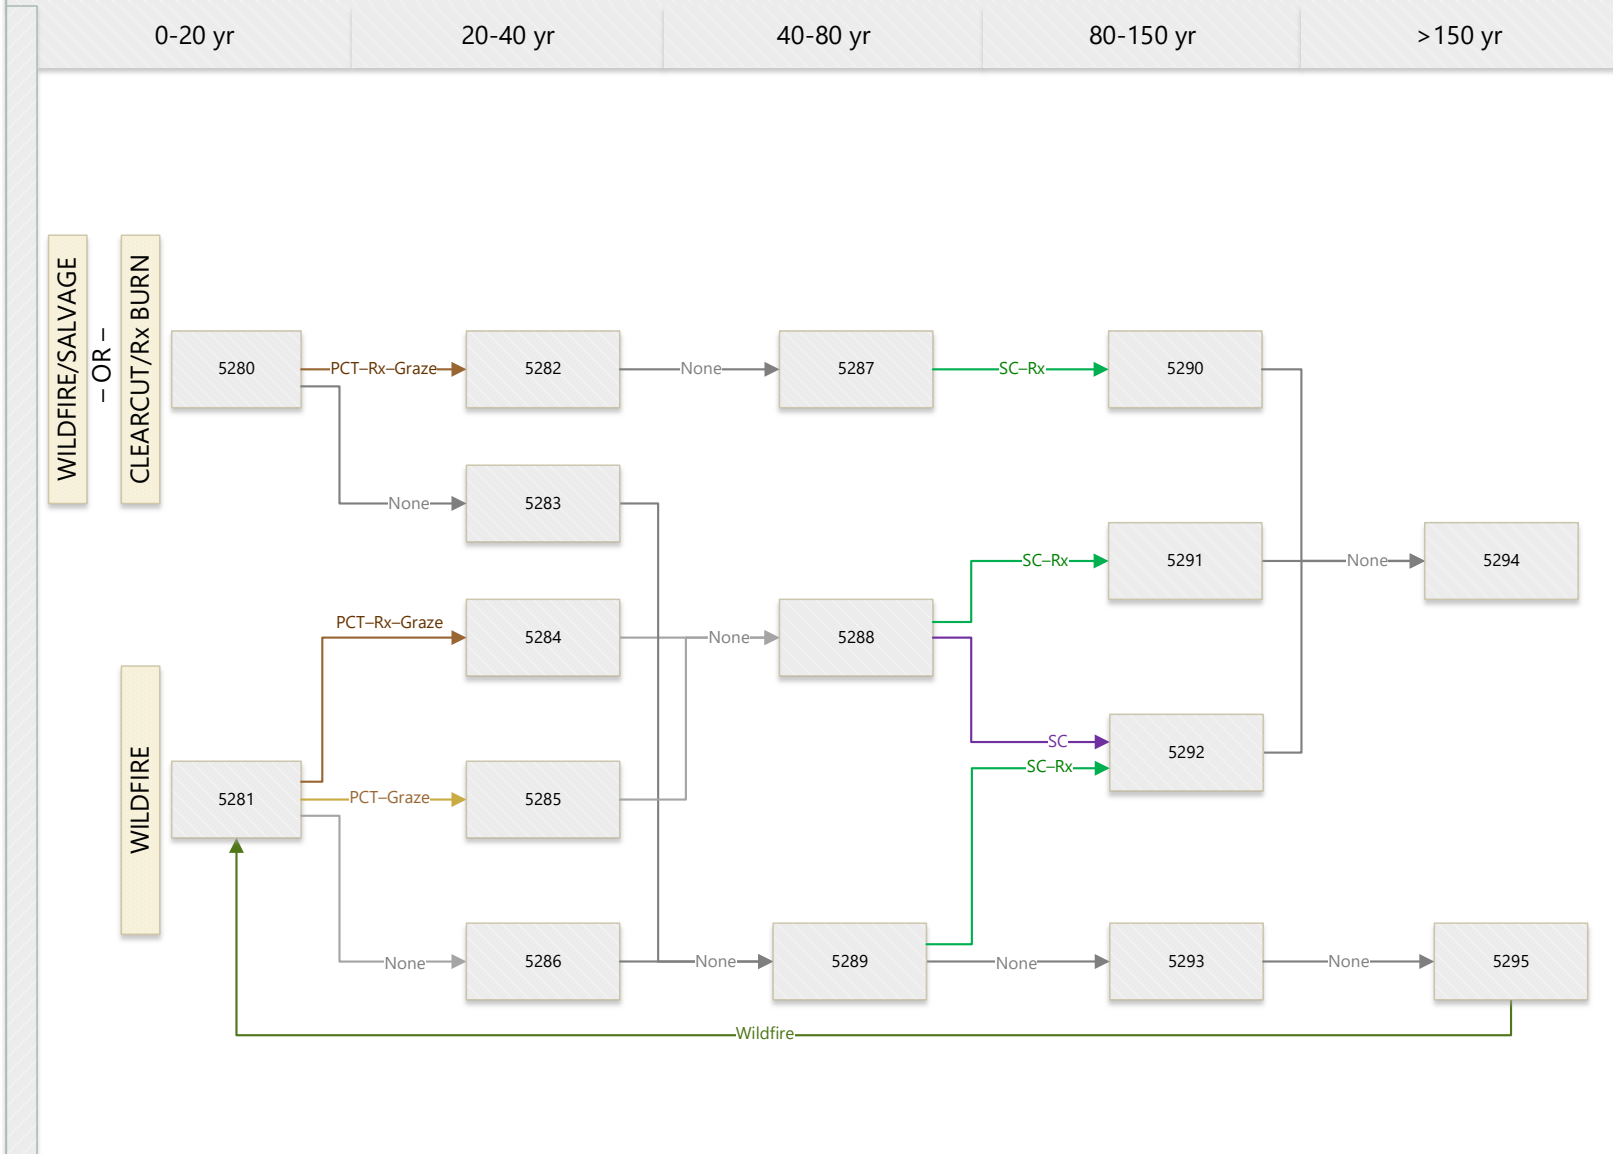 0-20 yr
20-40 yr
40-80 yr
80-150 yr
>150 yr
WILDFIRE/SALVAGE
– OR –
CLEARCUT/Rx BURN
5280
PCT–Rx–Graze
5282
None
5287
SC–Rx
5290
None
5283
SC–Rx
5291
None
5294
PCT–Rx–Graze
5284
None
5288
WILDFIRE
SC
SC–Rx
5292
5281
PCT–Graze
5285
None
5286
None
5289
None
5293
None
5295
Wildfire